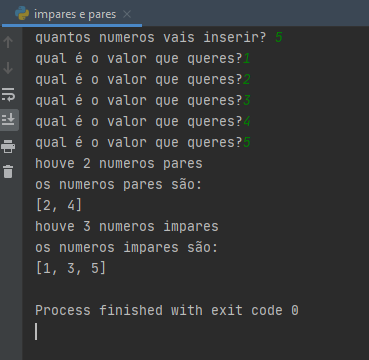 impares e pares
quantos numeros vais inserir? 5
qual é o valor que queres?1
qual é o valor que queres?2
qual é o valor que queres?3
qual é o valor que queres?4
qual é o valor que queres?5
houve 2 numeros pares
os numeros pares são:
[2, 4]
houve 3 numeros impares
os numeros impares são:
[1, 3, 5]
Process finished with exit code 0